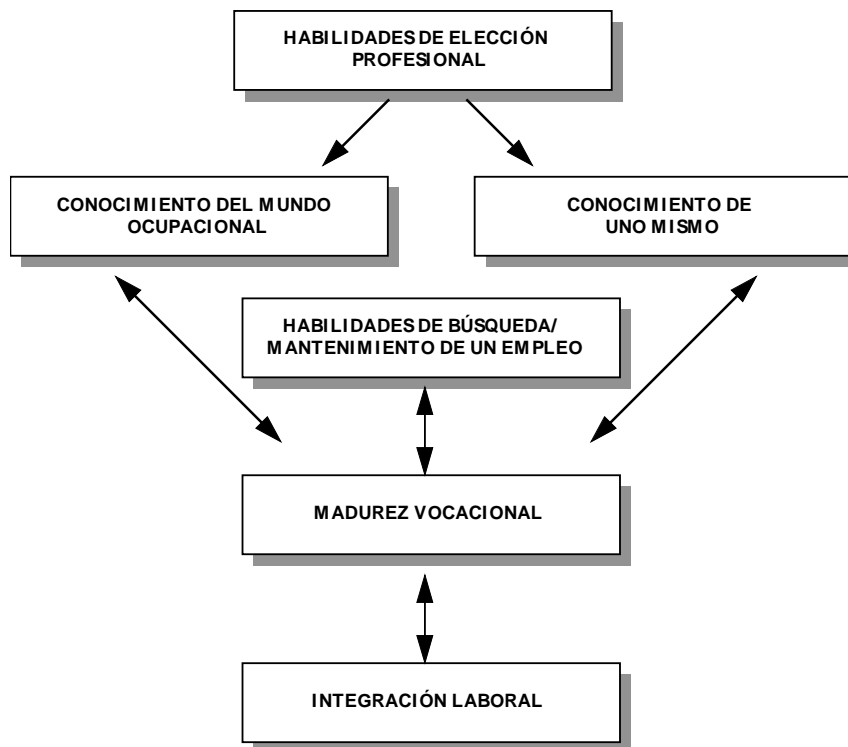 HABILIDADES DE ELECCIÓN
PROFESIONAL
CONOCIMIENTO DEL MUNDO
OCUPACIONAL
CONOCIMIENTO DE
UNO MISMO
HABILIDADES DE BÚSQUEDA/
MANTENIMIENTO DE UN EMPLEO
MADUREZ VOCACIONAL
INTEGRACIÓN LABORAL